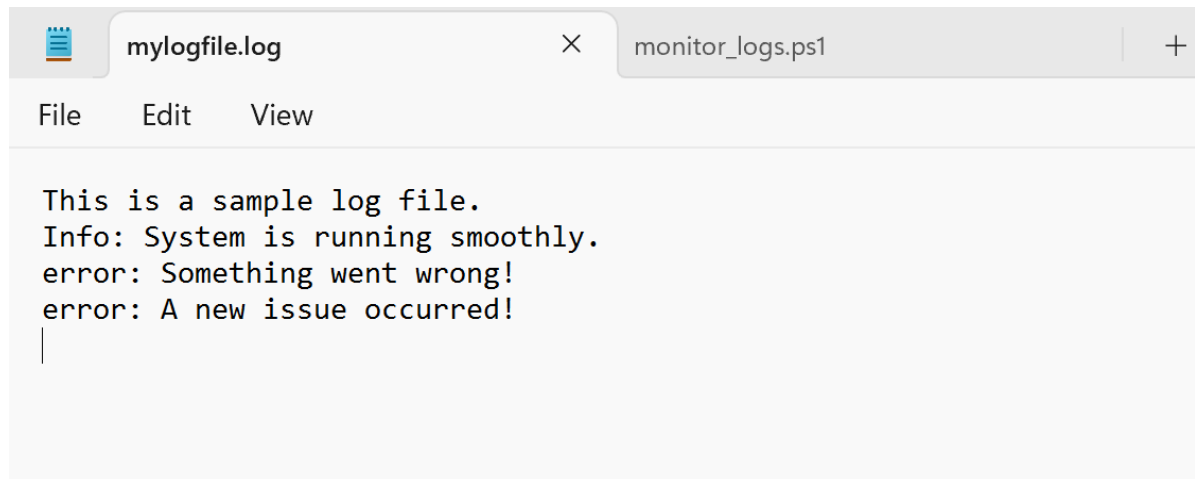 mylogfile.log
monitor_logs.ps1
File Edit View
This is a sample log file.
Info: System is running smoothly.
error: Something went wrong!
error: A new issue occurred!